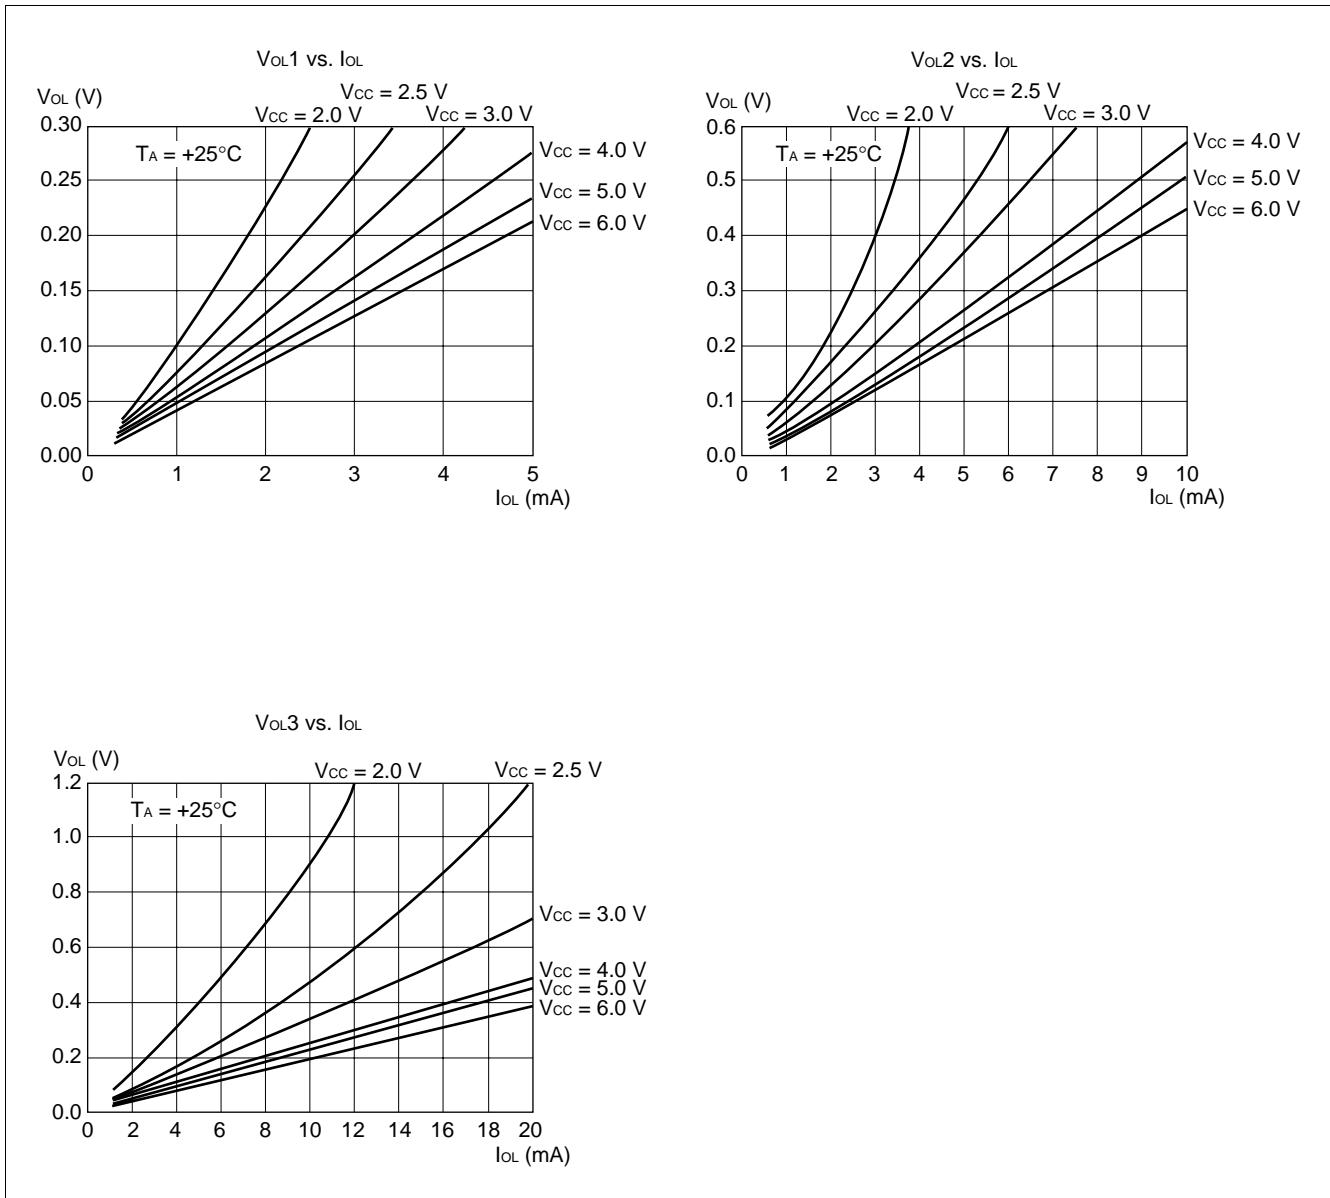 VOL1 vs. IOL
VOL (V)
VCC = 2.0 V
VCC = 2.5 V
VCC = 3.0 V
TA = +25°C
VCC = 4.0 V
VCC = 5.0 V
VCC = 6.0 V
0.30
0.25
0.20
0.15
0.10
0.05
0.00
0 1 2 3 4 5
IOL (mA)
VOL2 vs. IOL
VOL (V)
VCC = 2.0 V
VCC = 2.5 V
VCC = 3.0 V
TA = +25°C
VCC = 4.0 V
VCC = 5.0 V
VCC = 6.0 V
0.6
0.5
0.4
0.3
0.2
0.1
0.0
0 1 2 3 4 5 6 7 8 9 10
IOL (mA)
VOL3 vs. IOL
VOL (V)
VCC = 2.0 V
VCC = 2.5 V
TA = +25°C
VCC = 3.0 V
VCC = 4.0 V
VCC = 5.0 V
VCC = 6.0 V
1.2
1.0
0.8
0.6
0.4
0.2
0.0
0 2 4 6 8 10 12 14 16 18 20
IOL (mA)